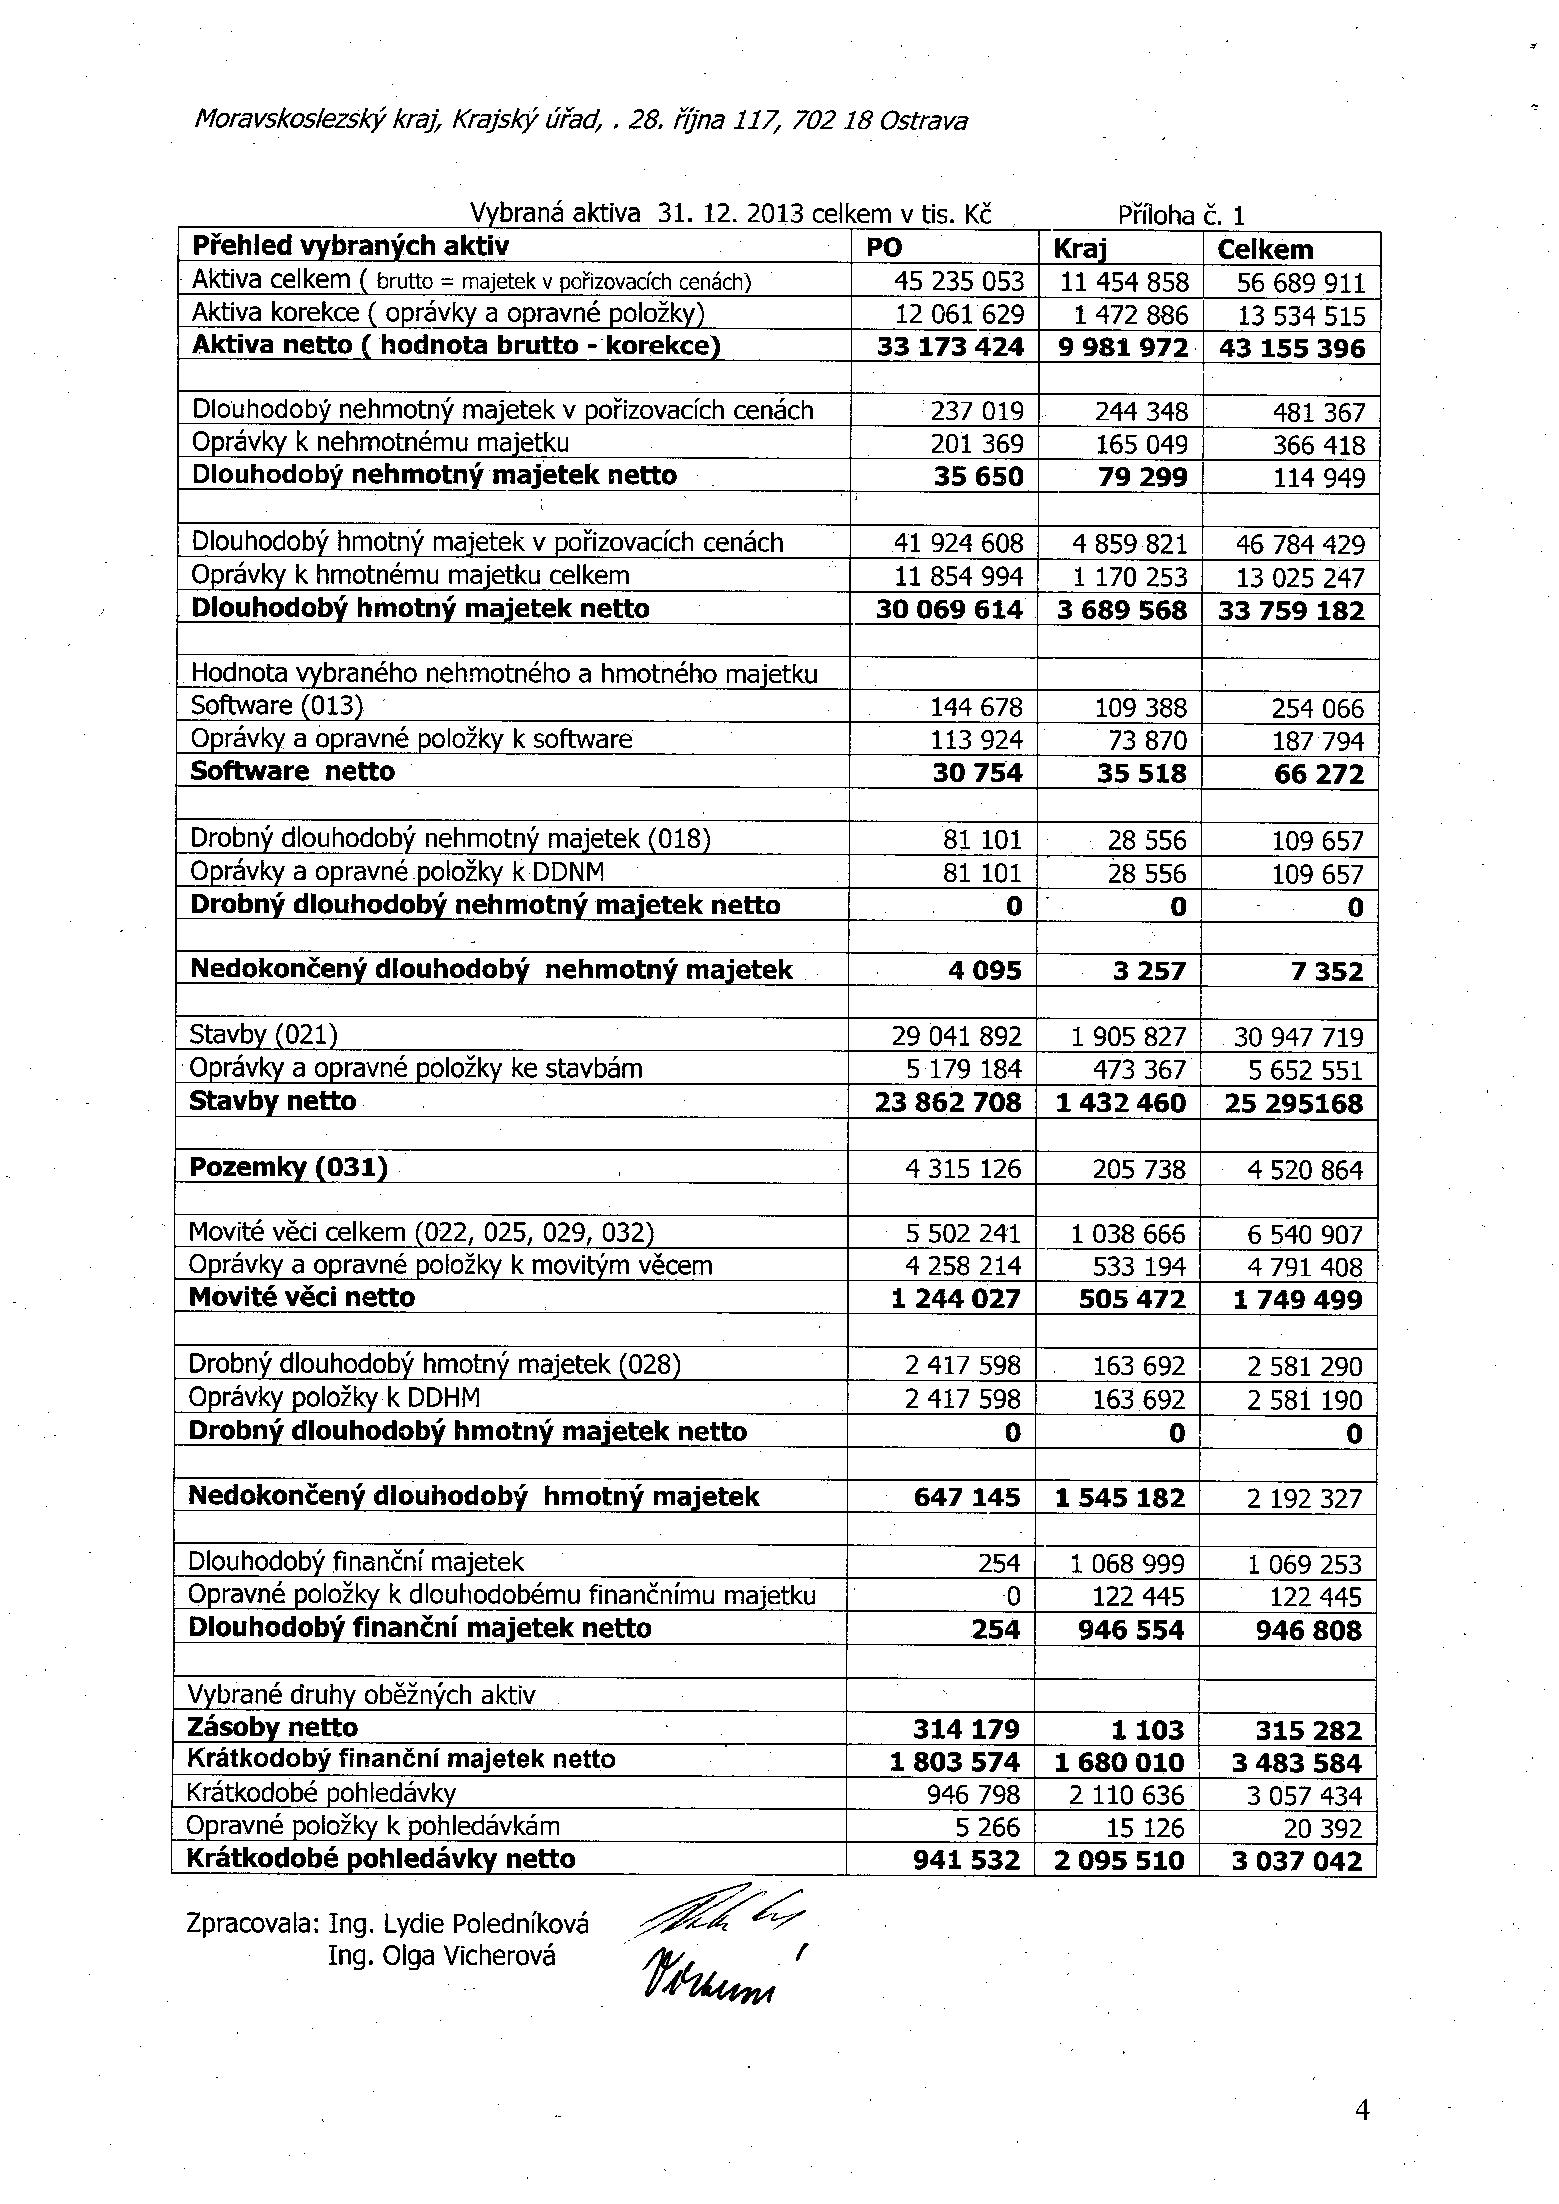 Moravskoslezský kraj, Krajský úřad, . 28. října 117, 702 18 Ostrava
Vybraná aktiva 31. 12. 2013 celkem v tis. Kč Příloha č. 1
Přehled vybraných aktiv PO Kraj Celkem
Aktiva celkem ( brutto = majetek v pořizovacích cenách) 45 235 053 11 454 858 56 689 911
Aktiva korekce ( oprávky a opravné položky) 12 061 629 1 472 886 13 534 515
Aktiva netto ( hodnota brutto - korekce) 33 173 424 9 981 972 43 155 396
Dlouhodobý nehmotný majetek v pořizovacích cenách 237 019 244 348 481 367
Oprávky k nehmotnému majetku 201 369 165 049 366 418
Dlouhodobý nehmotný majetek netto 35 650 79 299 114 949
Dlouhodobý hmotný majetek v pořizovacích cenách 41 924 608 4 859 821 46 784 429
Oprávky k hmotnému majetku celkem 11 854 994 1 170 253 13 025 247
Dlouhodobý hmotný majetek netto 30 069 614 3 689 568 33 759 182
Hodnota vybraného nehmotného a hmotného majetku
Software (013) 144 678 109 388 254 066
Oprávky a opravné položky k software 113 924 73 870 187 794
Software netto 30 754 35 518 66 272
Drobný dlouhodobý nehmotný majetek (018) 81 101 28 556 109 657
Oprávky a opravné položky k DDNM 81 101 28 556 109 657
Drobný dlouhodobý nehmotný majetek netto 0 0 0
Nedokončený dlouhodobý nehmotný majetek 4 095 3 257 7 352
Stavby (021) 29 041 892 1 905 827 30 947 719
Oprávky a opravné položky ke stavbám 5 179 184 473 367 5 652 551
Stavby netto 23 862 708 1 432 460 25 295168
Pozemky (031) 4 315 126 205 738 4 520 864
Movité věci celkem (022, 025, 029, 032) 5 502 241 1 038 666 6 540 907
Oprávky a opravné položky k movitým věcem 4 258 214 533 194 4 791 408
Movité věci netto 1 244 027 505 472 1 749 499
Drobný dlouhodobý hmotný majetek (028) 2 417 598 163 692 2 581 290
Oprávky položky k DDHM 2 417 598 163 692 2 581 190
Drobný dlouhodobý hmotný majetek netto 0 0 0
Nedokončený dlouhodobý hmotný majetek 647 145 1 545 182 2 192 327
Dlouhodobý finanční majetek 254 1 068 999 1 069 253
Opravné položky k dlouhodobému finančnímu majetku 0 122 445 122 445
Dlouhodobý finanční majetek netto 254 946 554 946 808
Vybrané druhy oběžných aktiv
Zásoby netto 314 179 1 103 315 282
Krátkodobý finanční majetek netto 1 803 574 1 680 010 3 483 584
Krátkodobé pohledávky 946 798 2 110 636 3 057 434
Opravné položky k pohledávkám 5 266 15 126 20 392
Krátkodobé pohledávky netto 941 532 2 095 510 3 037 042
Zpracovala: Ing. Lydie Poledníková
Ing. Olga Vicherová
4